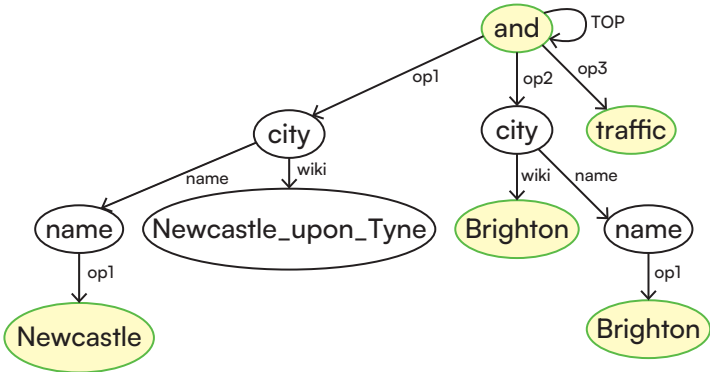 and
TOP
op1
op2
op3
city
city
traffic
name
wiki
wiki
name
name
Newcastle_upon_Tyne
Brighton
name
op1
op1
Newcastle
Brighton